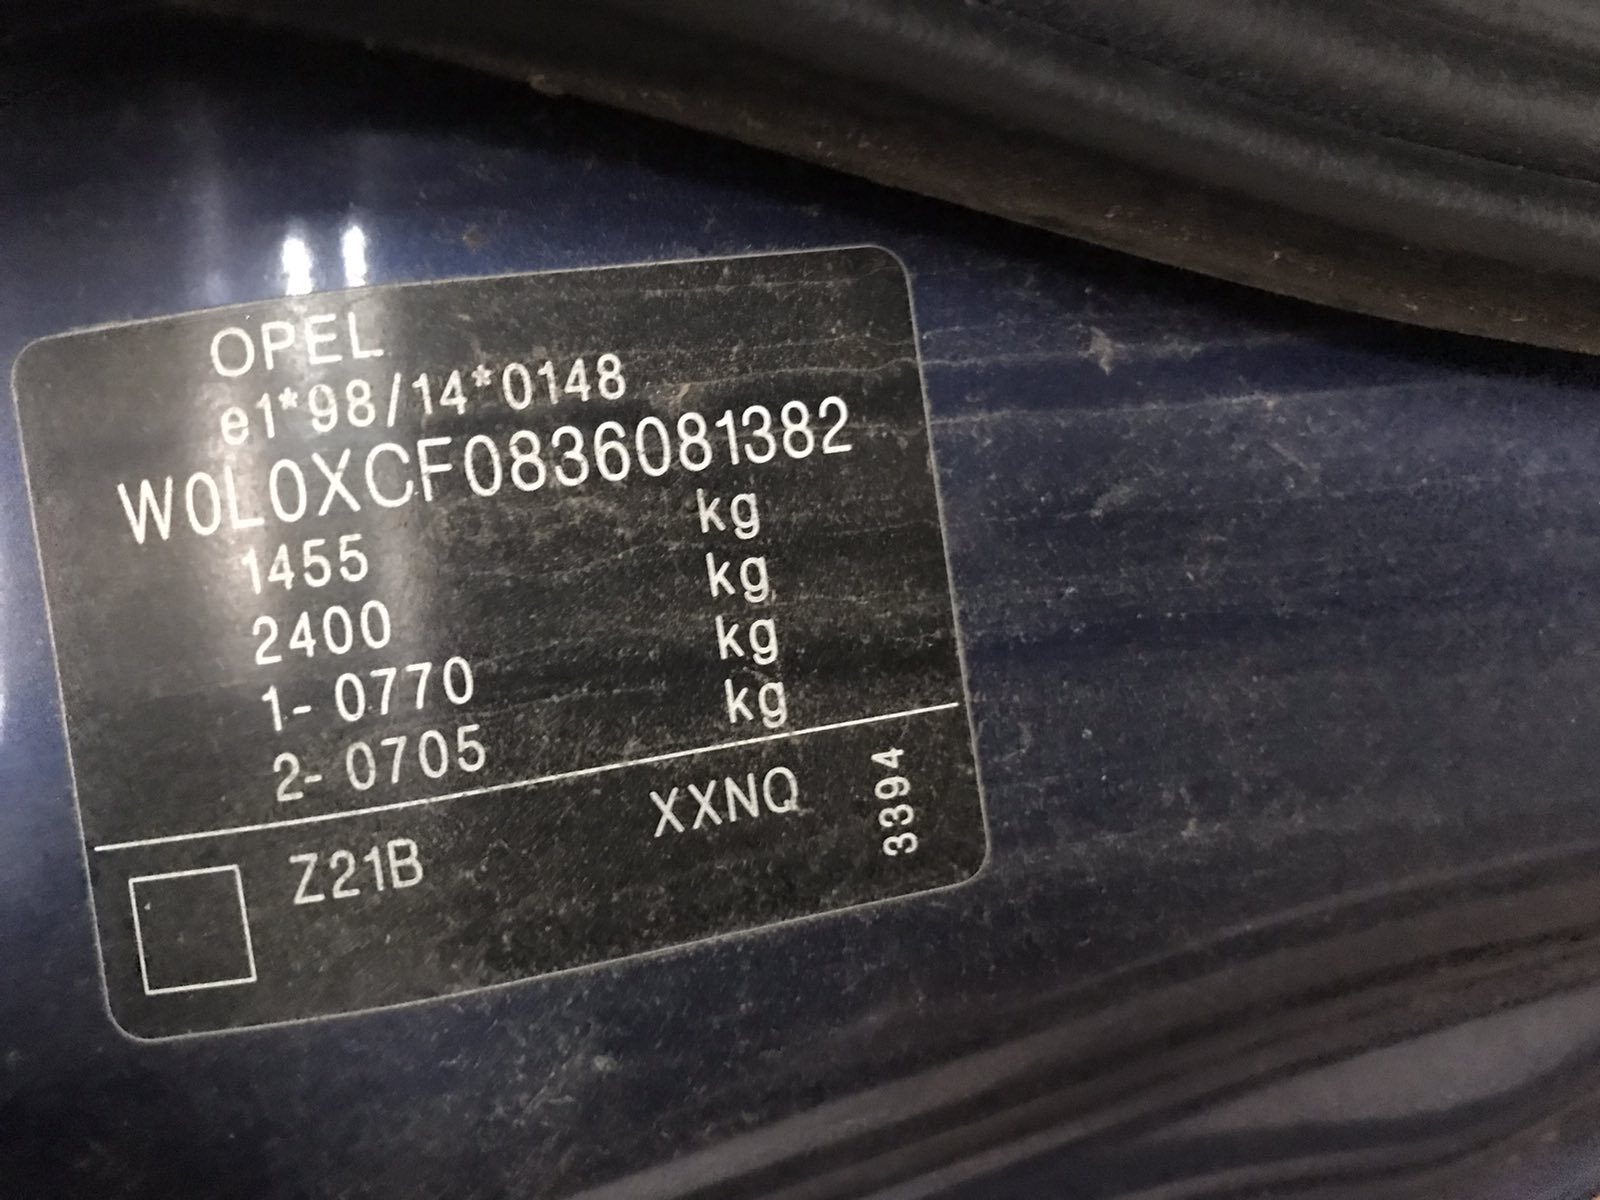 OPEL
e1*98/14*0148
W0L0XCF0836081382
1455 kg
2400 kg
1- 0770 kg
2- 0705 kg
Z21B XXNQ 3394